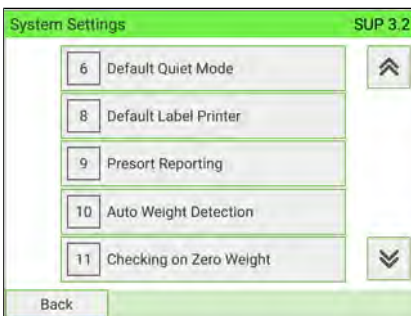 System Settings SUP 3.2
6 Default Quiet Mode
8 Default Label Printer
9 Presort Reporting
10 Auto Weight Detection
11 Checking on Zero Weight
Back